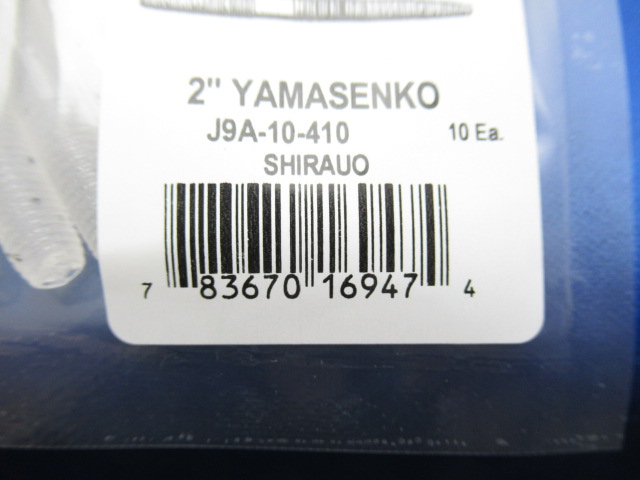 2" YAMASENKO
J9A-10-410 10 Ea.
SHIRAUO
7 83670 16947 4